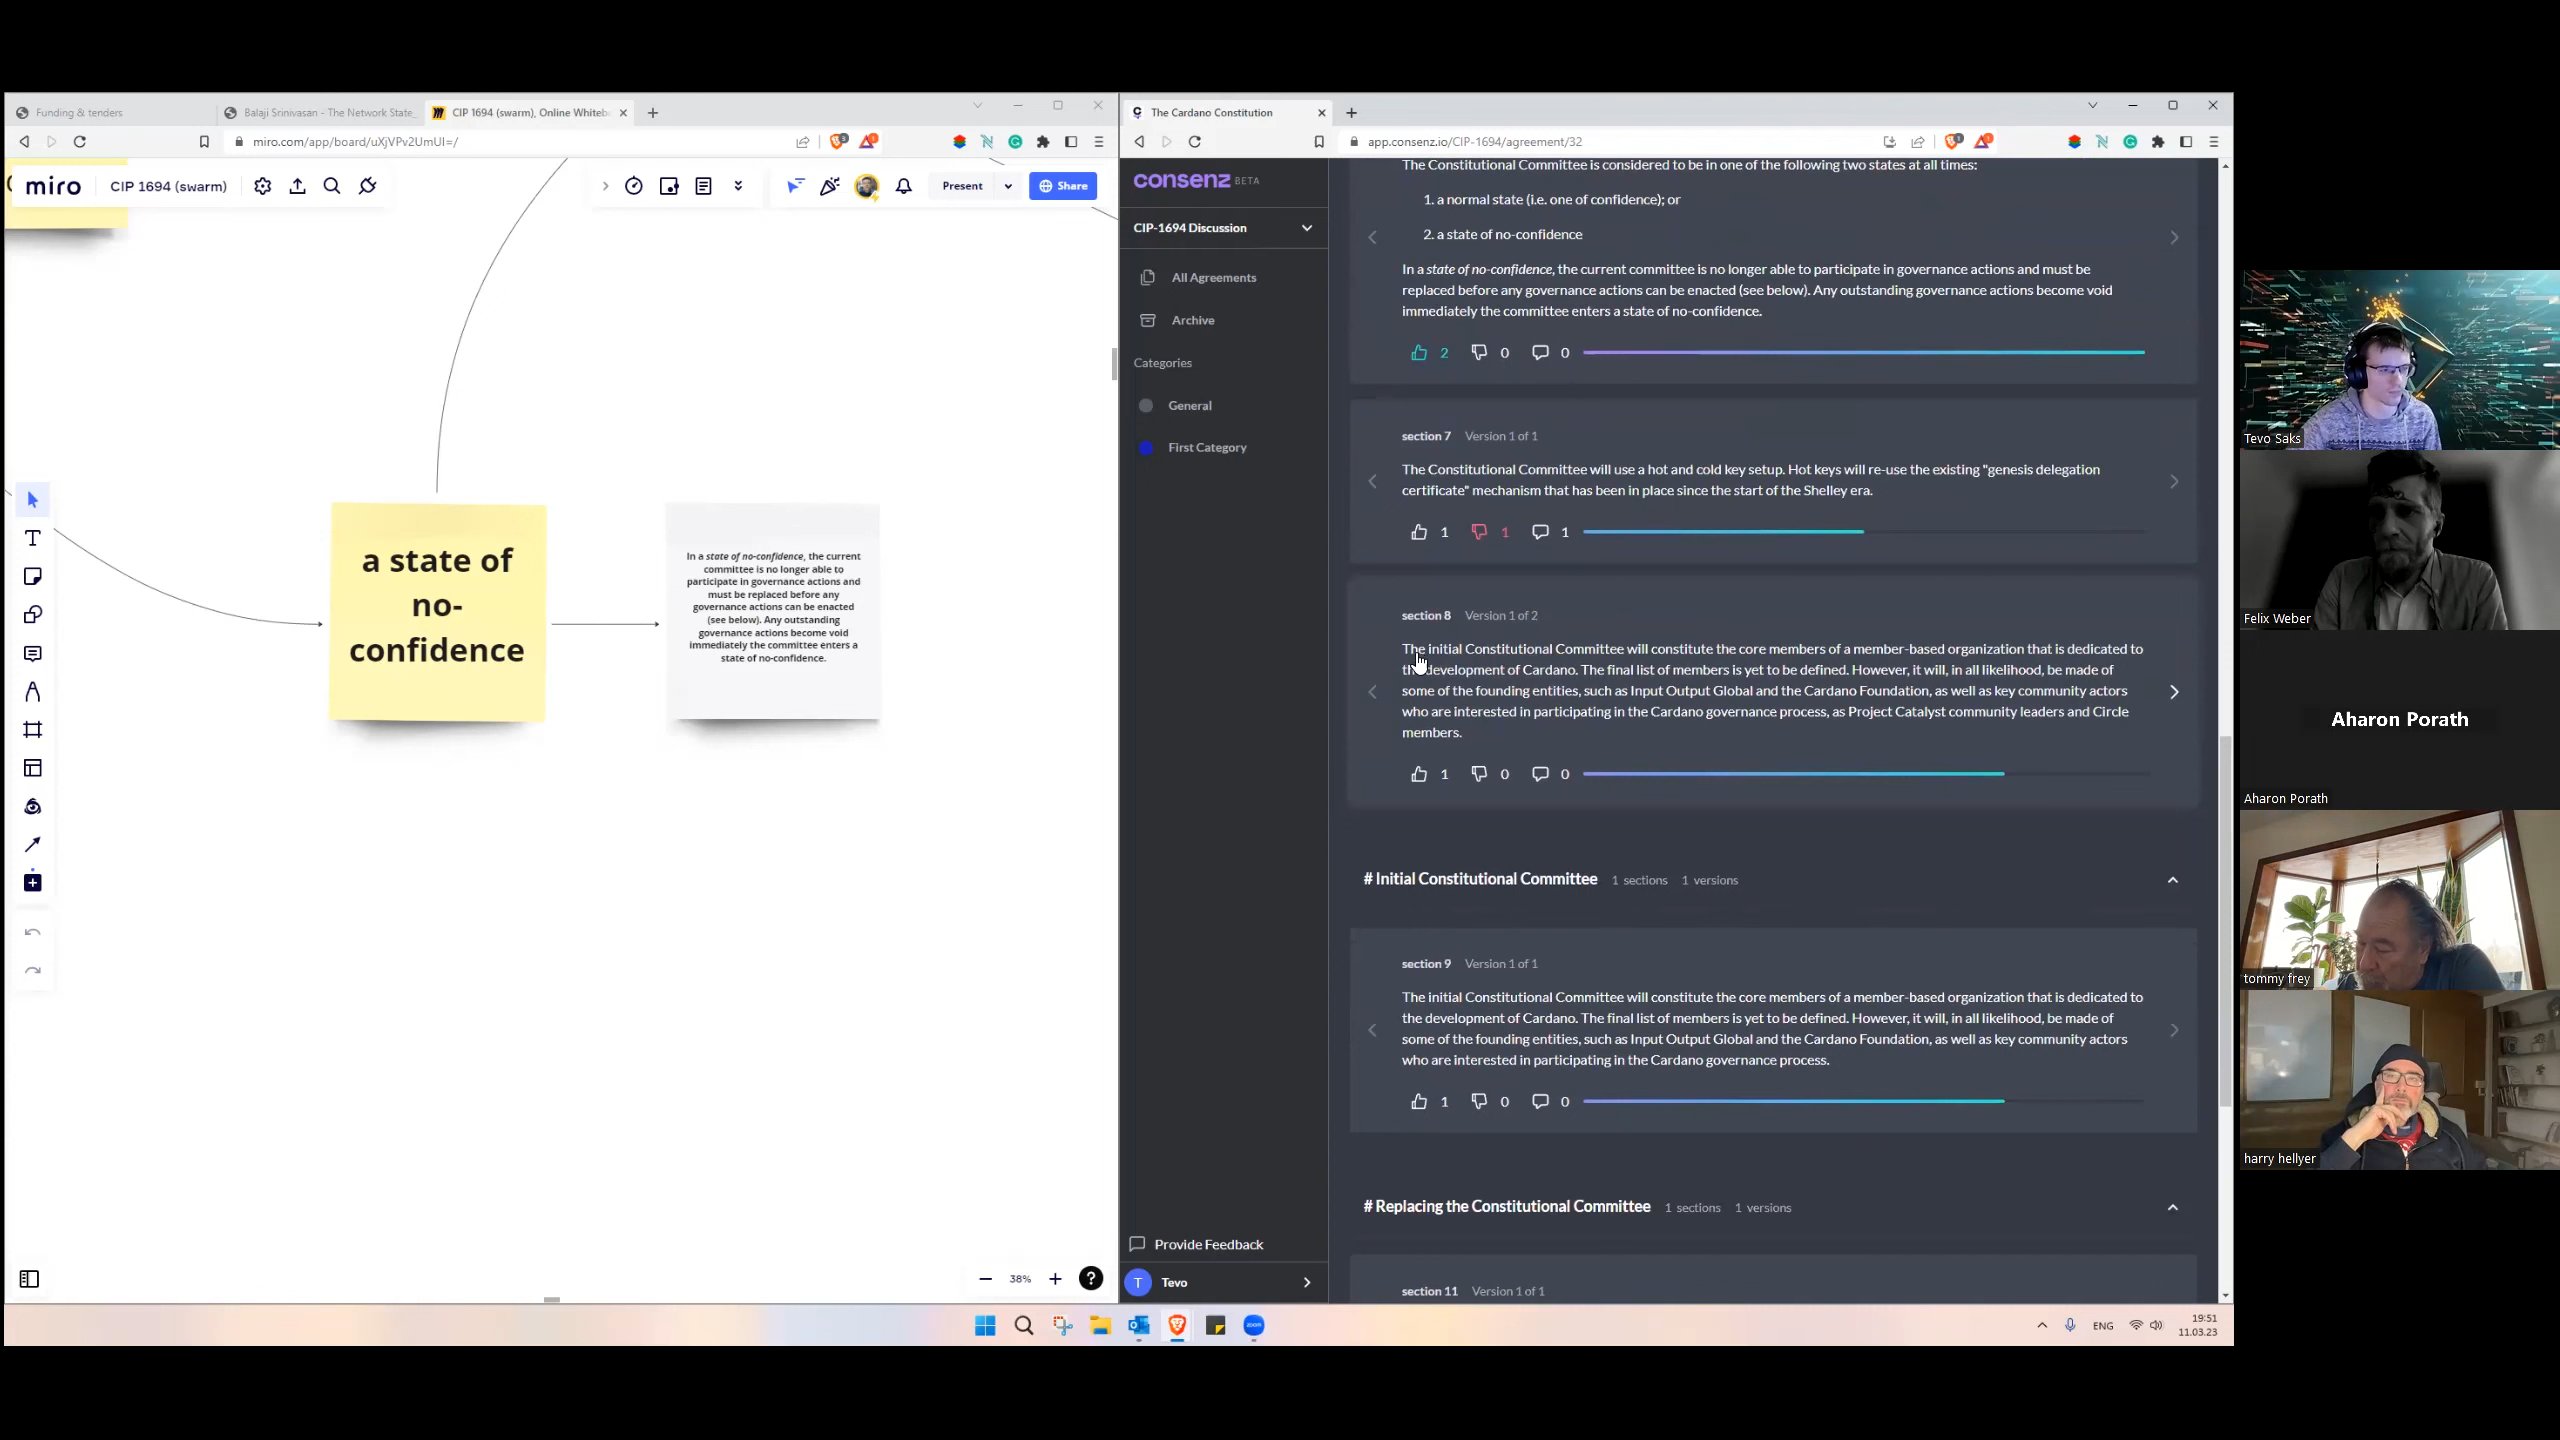 Funding & tenders
Balaji Srinivasan - The Network State
CIP 1694 (swarm), Online Whiteb
miro.com/app/board/uXjVPv2UmUI=/
miro
CIP 1694 (swarm)
Present
Share
a state of
no-
confidence
In a state of no-confidence, the current
committee is no longer able to
participate in governance actions and
must be replaced before any
governance actions can be enacted
(see below). Any outstanding
governance actions become void
immediately the committee enters a
state of no-confidence.
38%
The Cardano Constitution
app.consenz.io/CIP-1694/agreement/32
consenz BETA
CIP-1694 Discussion
All Agreements
Archive
Categories
General
First Category
Provide Feedback
T Tevo
The Constitutional Committee is considered to be in one of the following two states at all times:
1. a normal state (i.e. one of confidence); or
2. a state of no-confidence
In a state of no-confidence, the current committee is no longer able to participate in governance actions and must be
replaced before any governance actions can be enacted (see below). Any outstanding governance actions become void
immediately the committee enters a state of no-confidence.
2 0 0
section 7 Version 1 of 1
The Constitutional Committee will use a hot and cold key setup. Hot keys will re-use the existing "genesis delegation
certificate" mechanism that has been in place since the start of the Shelley era.
1 1 1
section 8 Version 1 of 2
The initial Constitutional Committee will constitute the core members of a member-based organization that is dedicated to
the development of Cardano. The final list of members is yet to be defined. However, it will, in all likelihood, be made of
some of the founding entities, such as Input Output Global and the Cardano Foundation, as well as key community actors
who are interested in participating in the Cardano governance process, as Project Catalyst community leaders and Circle
members.
1 0 0
# Initial Constitutional Committee 1 sections 1 versions
section 9 Version 1 of 1
The initial Constitutional Committee will constitute the core members of a member-based organization that is dedicated to
the development of Cardano. The final list of members is yet to be defined. However, it will, in all likelihood, be made of
some of the founding entities, such as Input Output Global and the Cardano Foundation, as well as key community actors
who are interested in participating in the Cardano governance process.
1 0 0
# Replacing the Constitutional Committee 1 sections 1 versions
section 11 Version 1 of 1
zoom
ENG
19:51
11.03.23
Tevo Saks
Felix Weber
Aharon Porath
Aharon Porath
tommy frey
harry hellyer